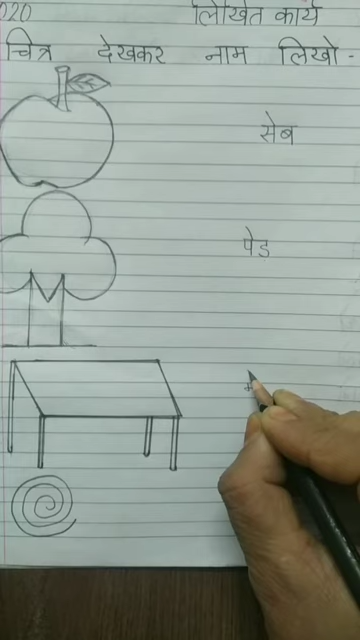 020 लिखित कार्य
चित्र देखकर नाम लिखो -
सेब
पेड